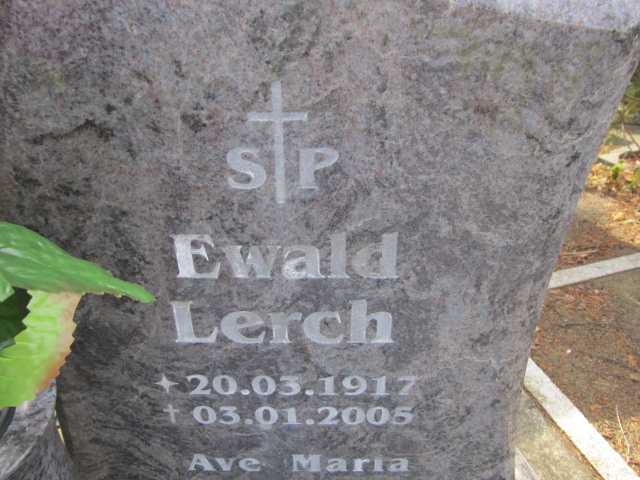 S P
Ewald
Lerch
20.03.1917
03.01.2005
Ave Maria